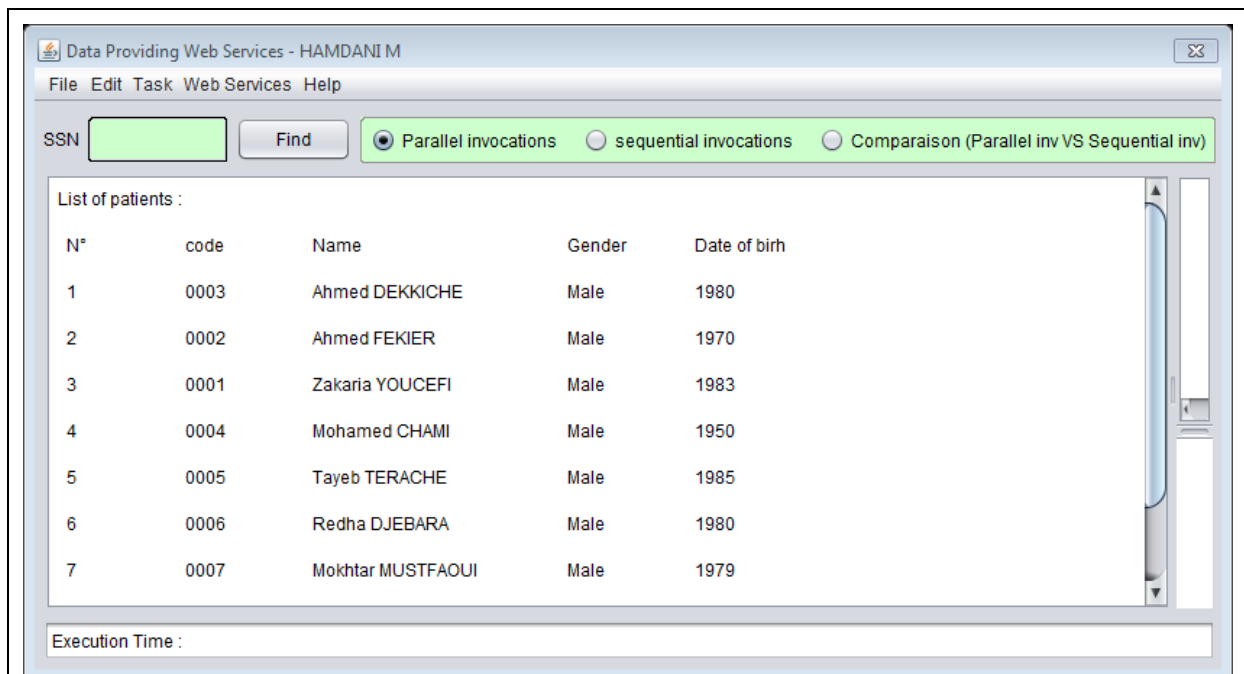 Data Providing Web Services - HAMDANI M
File Edit Task Web Services Help
SSN Find Parallel invocations sequential invocations Comparaison (Parallel inv VS Sequential inv)
List of patients :
N° code Name Gender Date of birh
1 0003 Ahmed DEKKICHE Male 1980
2 0002 Ahmed FEKIER Male 1970
3 0001 Zakaria YOUCEFI Male 1983
4 0004 Mohamed CHAMI Male 1950
5 0005 Tayeb TERACHE Male 1985
6 0006 Redha DJEBARA Male 1980
7 0007 Mokhtar MUSTFAOUI Male 1979
Execution Time :